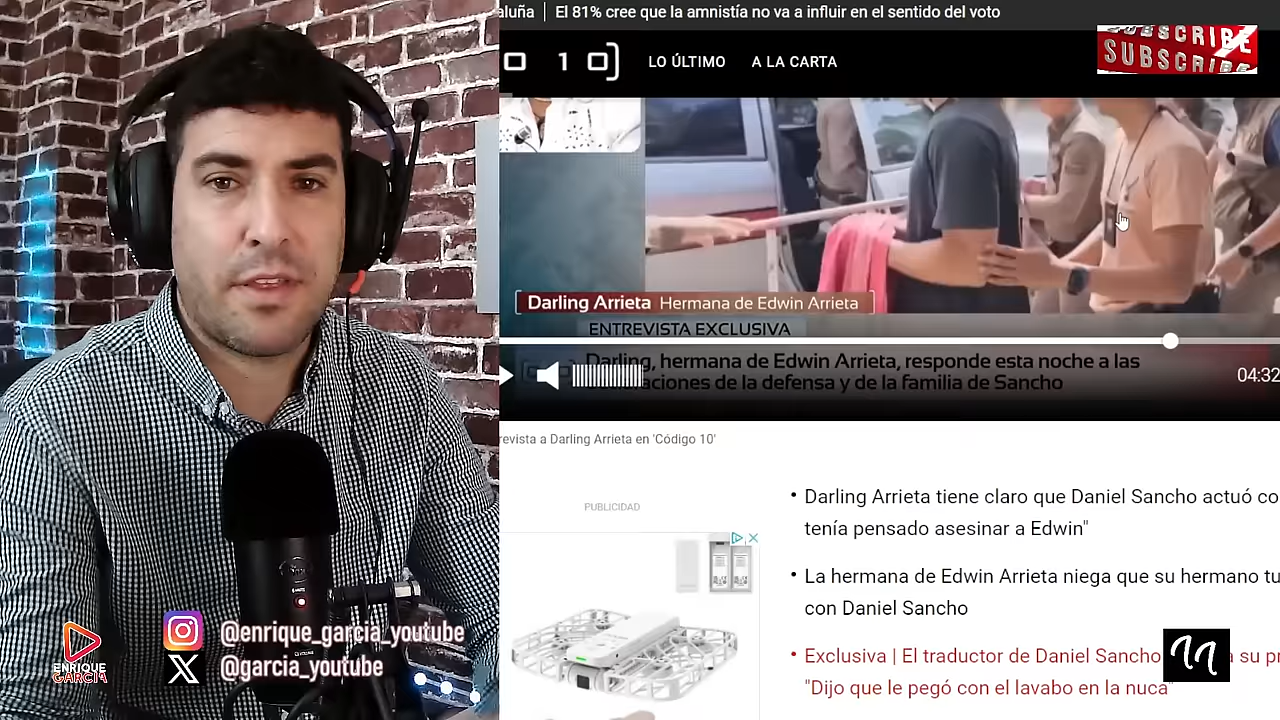 aluña | El 81% cree que la amnistía no va a influir en el sentido del voto
1
LO ÚLTIMO A LA CARTA
SUBSCRIBE
SUBSCRIBE
Darling Arrieta Hermana de Edwin Arrieta
ENTREVISTA EXCLUSIVA
Darling, hermana de Edwin Arrieta, responde esta noche a las
aciones de la defensa y de la familia de Sancho
04:32
revista a Darling Arrieta en 'Código 10'
PUBLICIDAD
• Darling Arrieta tiene claro que Daniel Sancho actuó co
tenía pensado asesinar a Edwin"
• La hermana de Edwin Arrieta niega que su hermano tu
con Daniel Sancho
• Exclusiva | El traductor de Daniel Sancho a su pr
"Dijo que le pegó con el lavabo en la nuca"
ENRIQUE
GARCIA
@enrique_garcia_youtube
@garcia_youtube